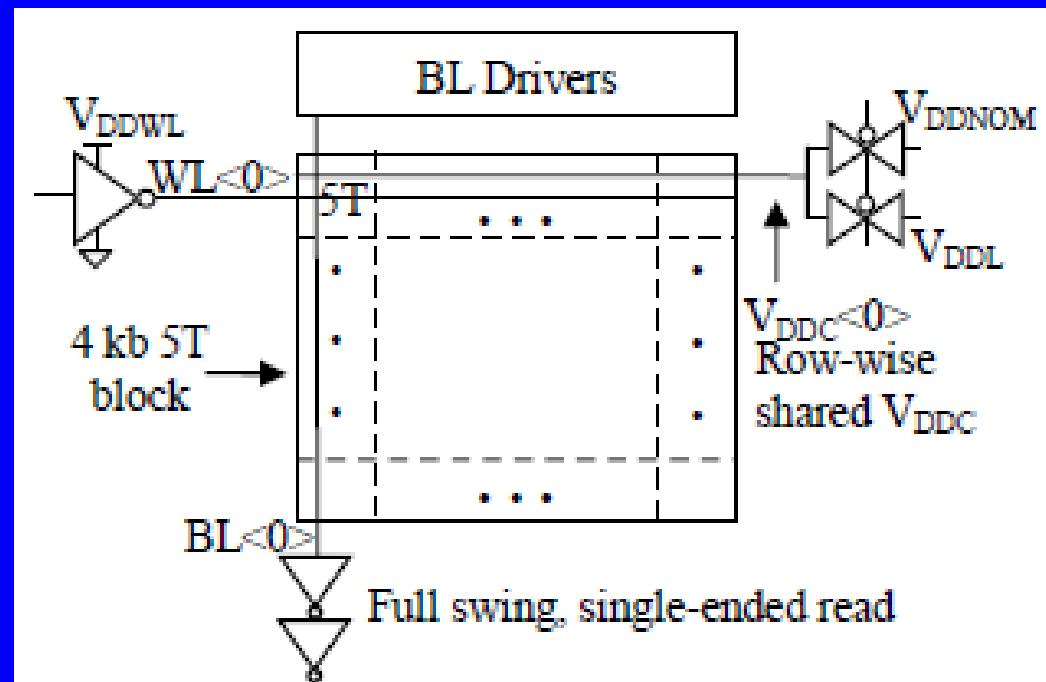 BL Drivers
VDDWL
VDDNOM
WL<0>
5T
VDDL
VDDC<0>
4 kb 5T
block
Row-wise
shared VDDC
BL<0>
Full swing, single-ended read